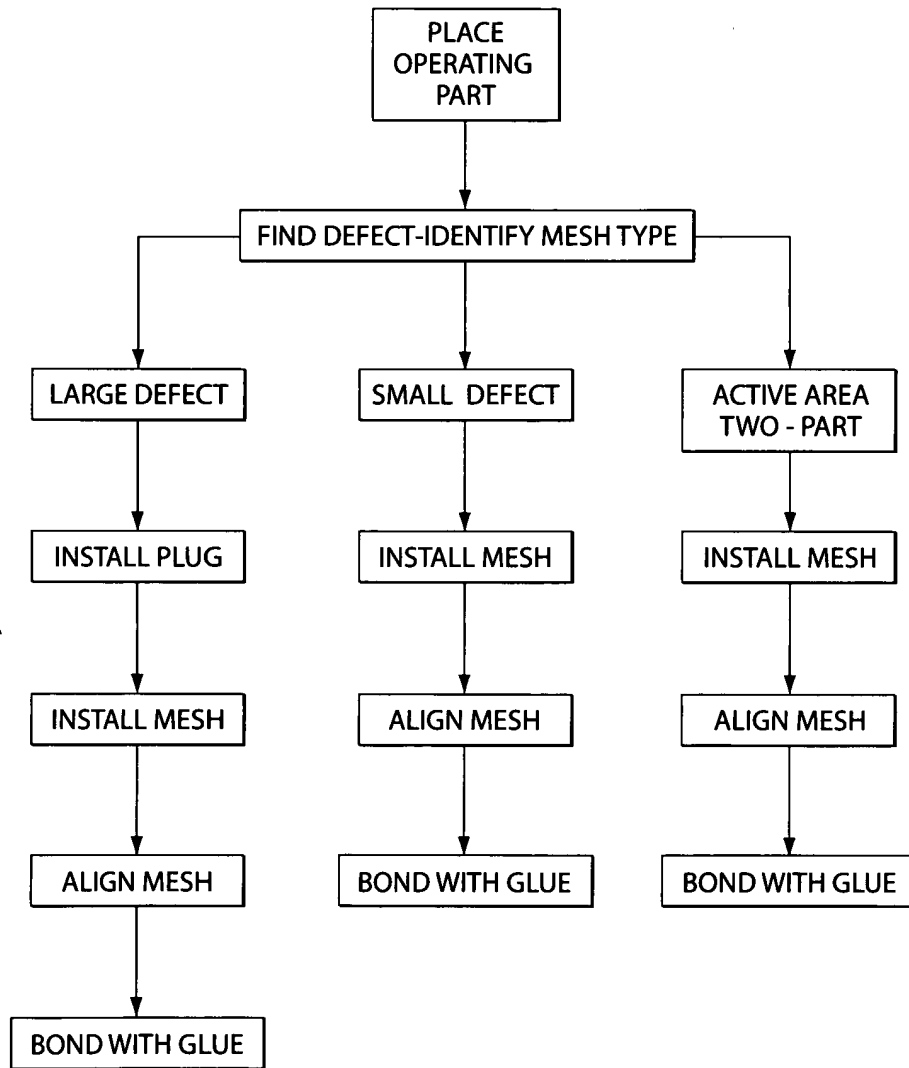 PLACE
OPERATING
PART
FIND DEFECT-IDENTIFY MESH TYPE
LARGE DEFECT
INSTALL PLUG
INSTALL MESH
ALIGN MESH
BOND WITH GLUE
SMALL DEFECT
INSTALL MESH
ALIGN MESH
BOND WITH GLUE
ACTIVE AREA
TWO - PART
INSTALL MESH
ALIGN MESH
BOND WITH GLUE